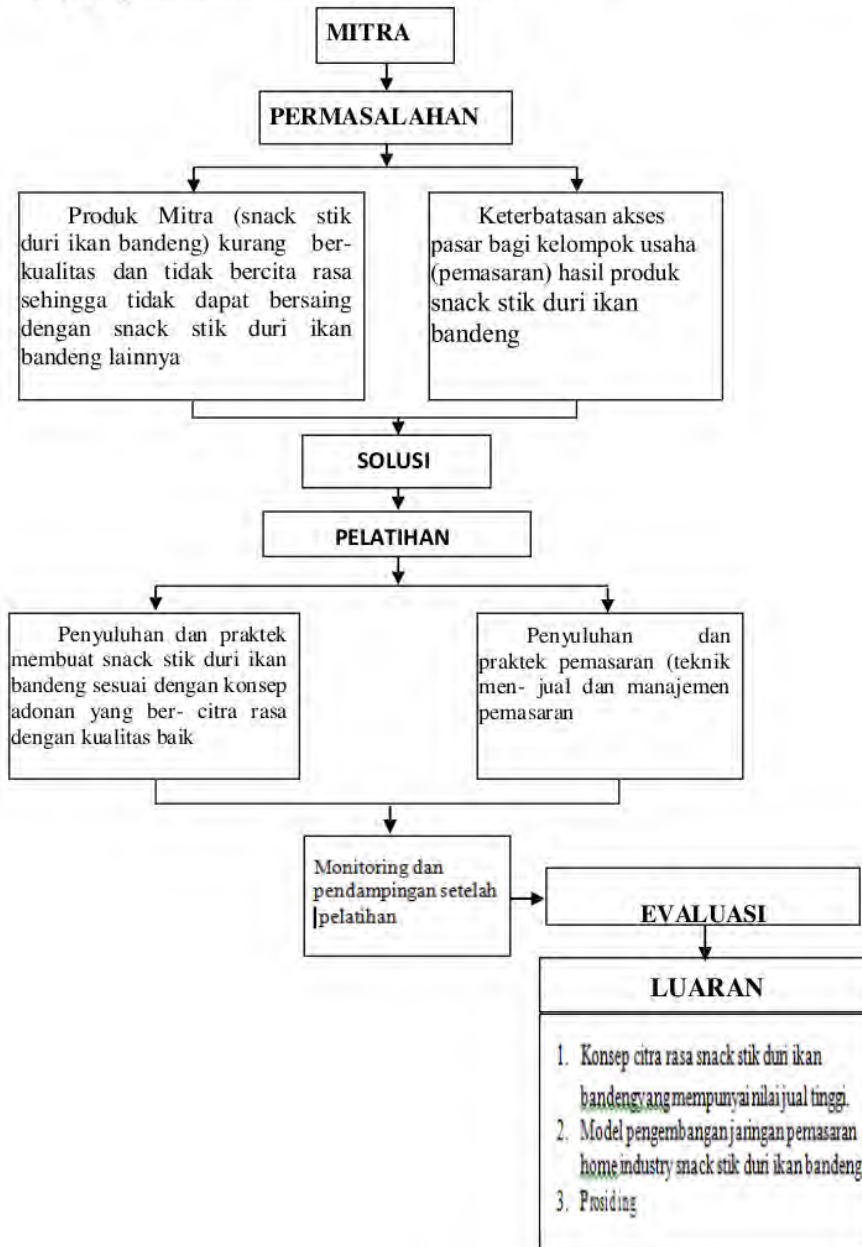 MITRA
PERMASALAHAN
Produk Mitra (snack stik
duri ikan bandeng) kurang ber-
kualitas dan tidak bercita rasa
sehingga tidak dapat bersaing
dengan snack stik duri ikan
bandeng lainnya
Keterbatasan akses
pasar bagi kelompok usaha
(pemasaran) hasil produk
snack stik duri ikan
bandeng
SOLUSI
PELATIHAN
Penyuluhan dan praktek
membuat snack stik duri ikan
bandeng sesuai dengan konsep
adonan yang ber- citra rasa
dengan kualitas baik
Penyuluhan dan
praktek pemasaran (teknik
men- jual dan manajemen
pemasaran
Monitoring dan
pendampingan setelah
pelatihan
EVALUASI
LUARAN
1. Konsep citra rasa snack stik duri ikan
bandengyang mempunyai nilai jual tinggi.
2. Model pengembangan jaringan pemasaran
home industry snack stik duri ikan bandeng
3. Prosiding